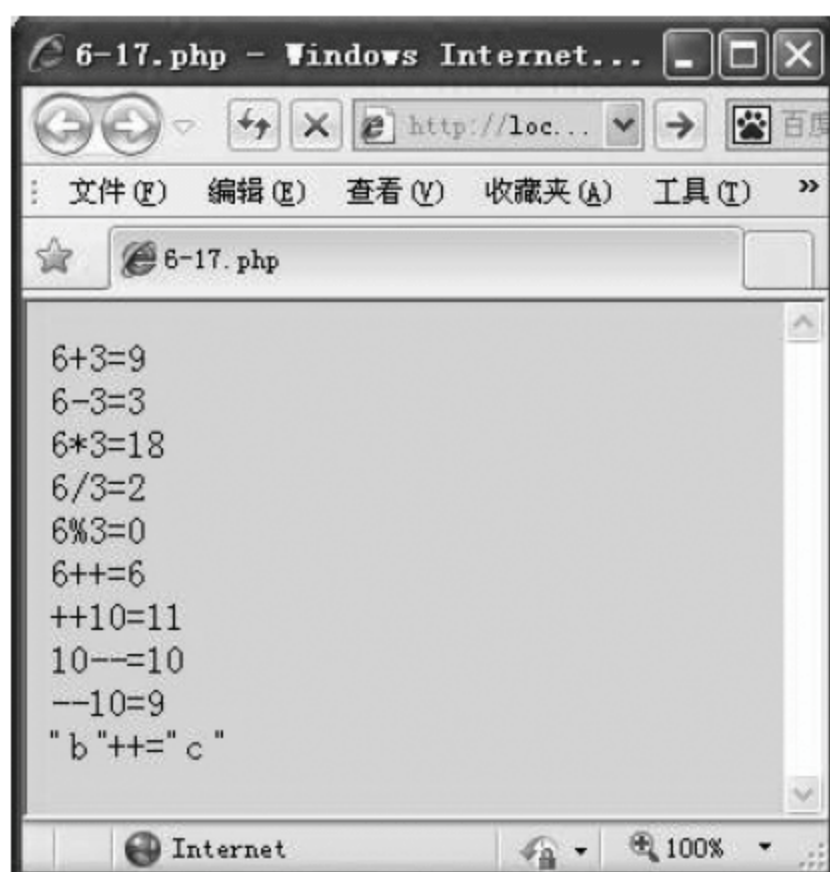 6-17.php - Windows Internet...
http://loc...
百度
文件(F) 编辑(E) 查看(V) 收藏夹(A) 工具(T) »
6-17.php
6+3=9
6-3=3
6*3=18
6/3=2
6%3=0
6++=6
++10=11
10--=10
--10=9
"b"++="c"
Internet
100%